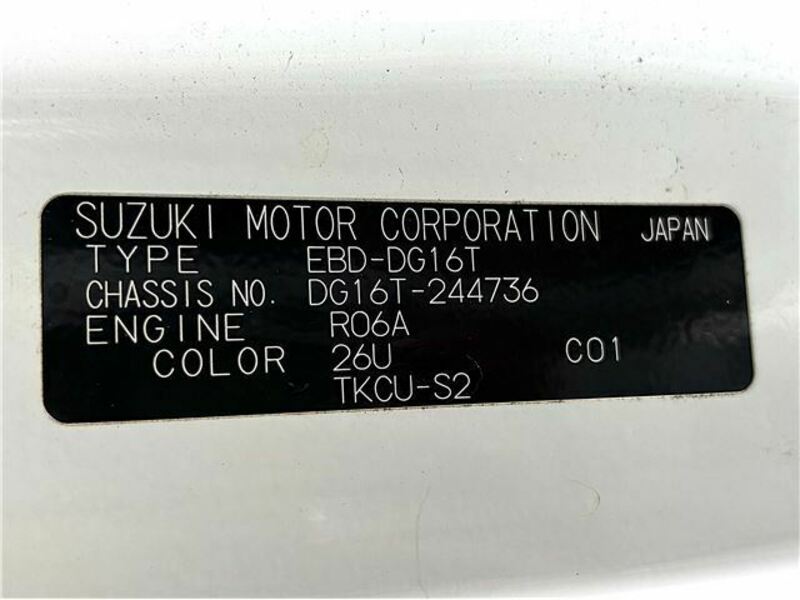 SUZUKI MOTOR CORPORATION JAPAN
TYPE EBD-DG16T
CHASSIS NO. DG16T-244736
ENGINE R06A
COLOR 26U C01
TKCU-S2